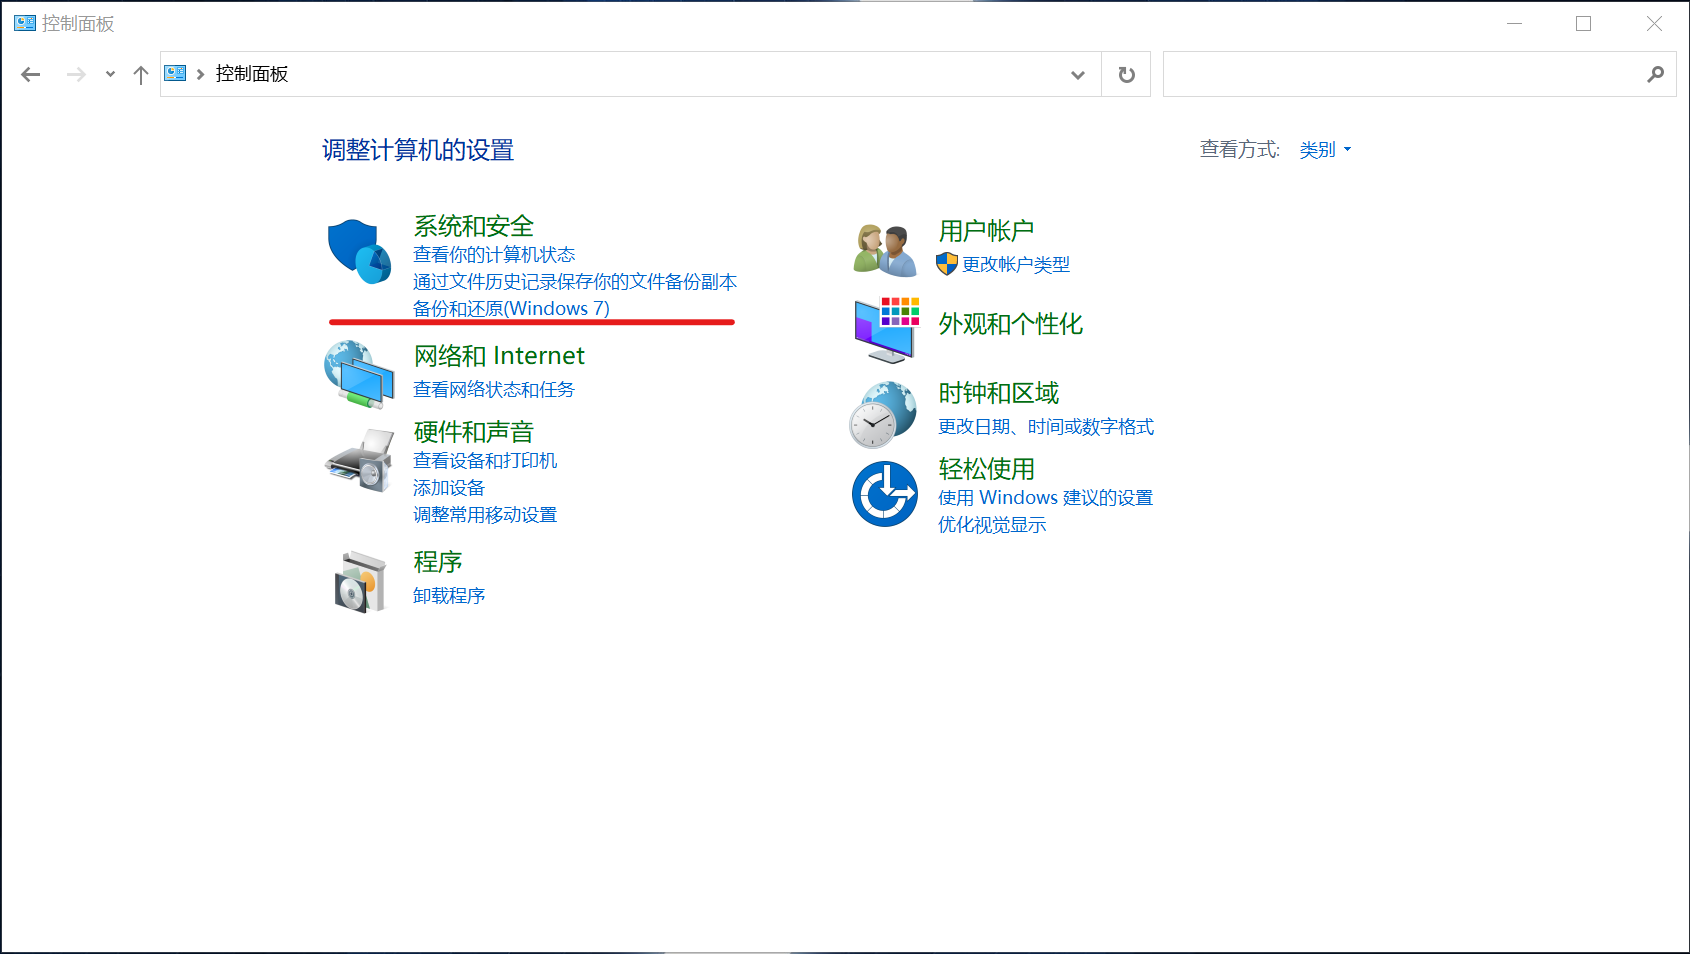 控制面板
控制面板
调整计算机的设置
查看方式: 类别
系统和安全
查看你的计算机状态
通过文件历史记录保存你的文件备份副本
备份和还原(Windows 7)
网络和 Internet
查看网络状态和任务
硬件和声音
查看设备和打印机
添加设备
调整常用移动设置
程序
卸载程序
用户帐户
更改帐户类型
外观和个性化
时钟和区域
更改日期、时间或数字格式
轻松使用
使用 Windows 建议的设置
优化视觉显示